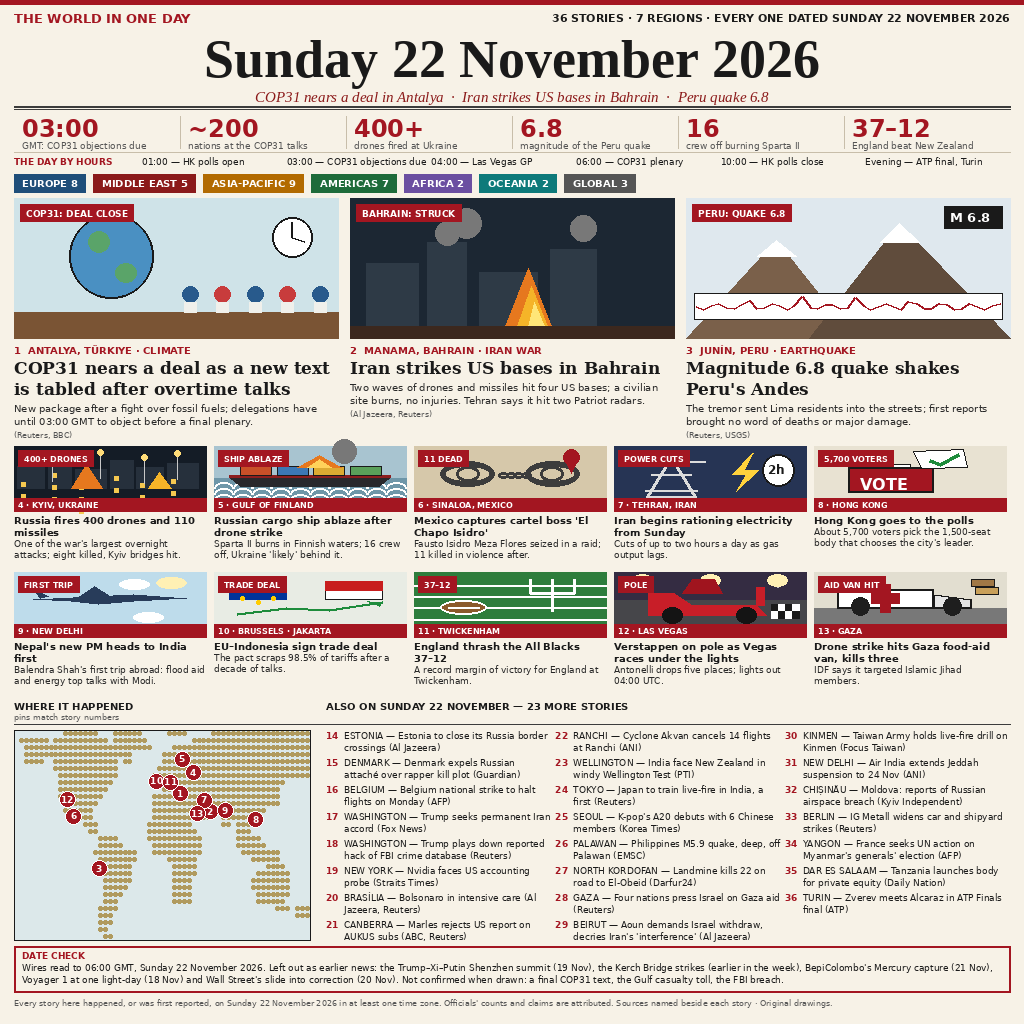 THE WORLD IN ONE DAY
36 STORIES · 7 REGIONS · EVERY ONE DATED SUNDAY 22 NOVEMBER 2026
Sunday 22 November 2026
COP31 nears a deal in Antalya · Iran strikes US bases in Bahrain · Peru quake 6.8
03:00
GMT: COP31 objections due
~200
nations at the COP31 talks
400+
drones fired at Ukraine
6.8
magnitude of the Peru quake
16
crew off burning Sparta II
37–12
England beat New Zealand
THE DAY BY HOURS
01:00 — HK polls open
03:00 — COP31 objections due
04:00 — Las Vegas GP
06:00 — COP31 plenary
10:00 — HK polls close
Evening — ATP final, Turin
EUROPE 8
MIDDLE EAST 5
ASIA-PACIFIC 9
AMERICAS 7
AFRICA 2
OCEANIA 2
GLOBAL 3
COP31: DEAL CLOSE
BAHRAIN: STRUCK
PERU: QUAKE 6.8
M 6.8
1 ANTALYA, TÜRKIYE · CLIMATE
COP31 nears a deal as a new text
is tabled after overtime talks
New package after a fight over fossil fuels; delegations have
until 03:00 GMT to object before a final plenary.
(Reuters, BBC)
2 MANAMA, BAHRAIN · IRAN WAR
Iran strikes US bases in Bahrain
Two waves of drones and missiles hit four US bases; a civilian
site burns, no injuries. Tehran says it hit two Patriot radars.
(Al Jazeera, Reuters)
3 JUNÍN, PERU · EARTHQUAKE
Magnitude 6.8 quake shakes
Peru's Andes
The tremor sent Lima residents into the streets; first reports
brought no word of deaths or major damage.
(Reuters, USGS)
400+ DRONES
4 · KYIV, UKRAINE
Russia fires 400 drones and 110
missiles
One of the war's largest overnight
attacks; eight killed, Kyiv bridges hit.
SHIP ABLAZE
5 · GULF OF FINLAND
Russian cargo ship ablaze after
drone strike
Sparta II burns in Finnish waters; 16 crew
off, Ukraine 'likely' behind it.
11 DEAD
6 · SINALOA, MEXICO
Mexico captures cartel boss 'El
Chapo Isidro'
Fausto Isidro Meza Flores seized in a raid;
11 killed in violence after.
POWER CUTS
2h
7 · TEHRAN, IRAN
Iran begins rationing electricity
from Sunday
Cuts of up to two hours a day as gas
output lags.
5,700 VOTERS
VOTE
8 · HONG KONG
Hong Kong goes to the polls
About 5,700 voters pick the 1,500-seat
body that chooses the city's leader.
FIRST TRIP
9 · NEW DELHI
Nepal's new PM heads to India
first
Balendra Shah's first trip abroad: flood aid
and energy top talks with Modi.
TRADE DEAL
10 · BRUSSELS · JAKARTA
EU–Indonesia sign trade deal
The pact scraps 98.5% of tariffs after a
decade of talks.
37–12
11 · TWICKENHAM
England thrash the All Blacks
37–12
A record margin of victory for England at
Twickenham.
POLE
12 · LAS VEGAS
Verstappen on pole as Vegas
races under the lights
Antonelli drops five places; lights out
04:00 UTC.
AID VAN HIT
13 · GAZA
Drone strike hits Gaza food-aid
van, kills three
IDF says it targeted Islamic Jihad
members.
WHERE IT HAPPENED
pins match story numbers
5
4
10
11
1
12
6
7
13
2
9
8
3
ALSO ON SUNDAY 22 NOVEMBER — 23 MORE STORIES
14 ESTONIA — Estonia to close its Russia border
crossings (Al Jazeera)
15 DENMARK — Denmark expels Russian
attaché over rapper kill plot (Guardian)
16 BELGIUM — Belgian national strike to halt
flights on Monday (AFP)
17 WASHINGTON — Trump seeks permanent Iran
accord (Fox News)
18 WASHINGTON — Trump plays down reported
hack of FBI crime database (Reuters)
19 NEW YORK — Nvidia faces US accounting
probe (Straits Times)
20 BRASÍLIA — Bolsonaro in intensive care (Al
Jazeera, Reuters)
21 CANBERRA — Marles rejects US report on
AUKUS subs (ABC, Reuters)
22 RANCHI — Cyclone Akvan cancels 14 flights
at Ranchi (ANI)
23 WELLINGTON — India face New Zealand in
windy Wellington Test (PTI)
24 TOKYO — Japan to train live-fire in India, a
first (Reuters)
25 SEOUL — K-pop's A20 debuts with 6 Chinese
members (Korea Times)
26 PALAWAN — Philippines M5.9 quake, deep, off
Palawan (EMSC)
27 NORTH KORDOFAN — Landmine kills 22 on
road to El-Obeid (Darfur24)
28 GAZA — Four nations press Israel on Gaza aid
(Reuters)
29 BEIRUT — Aoun demands Israel withdraw,
decries Iran's 'interference' (Al Jazeera)
30 KINMEN — Taiwan Army holds live-fire drill on
Kinmen (Focus Taiwan)
31 NEW DELHI — Air India extends Jeddah
suspension to 24 Nov (ANI)
32 CHIȘINĂU — Moldova: reports of Russian
airspace breach (Kyiv Independent)
33 BERLIN — IG Metall widens car and shipyard
strikes (Reuters)
34 YANGON — France seeks UN action on
Myanmar's generals' election (AFP)
35 DAR ES SALAAM — Tanzania launches body
for private equity (Daily Nation)
36 TURIN — Zverev meets Alcaraz in ATP Finals
final (ATP)
DATE CHECK
Wires read to 06:00 GMT, Sunday 22 November 2026. Left out as earlier news: the Trump–Xi–Putin Shenzhen summit (19 Nov), the Kerch Bridge strikes (earlier in the week), BepiColombo's Mercury capture (21 Nov),
Voyager 1 at one light-day (18 Nov) and Wall Street's slide into correction (20 Nov). Not confirmed when drawn: a final COP31 text, the Gulf casualty toll, the FBI breach.
Every story here happened, or was first reported, on Sunday 22 November 2026 in at least one time zone. Officials' counts and claims are attributed. Sources named beside each story · Original drawings.